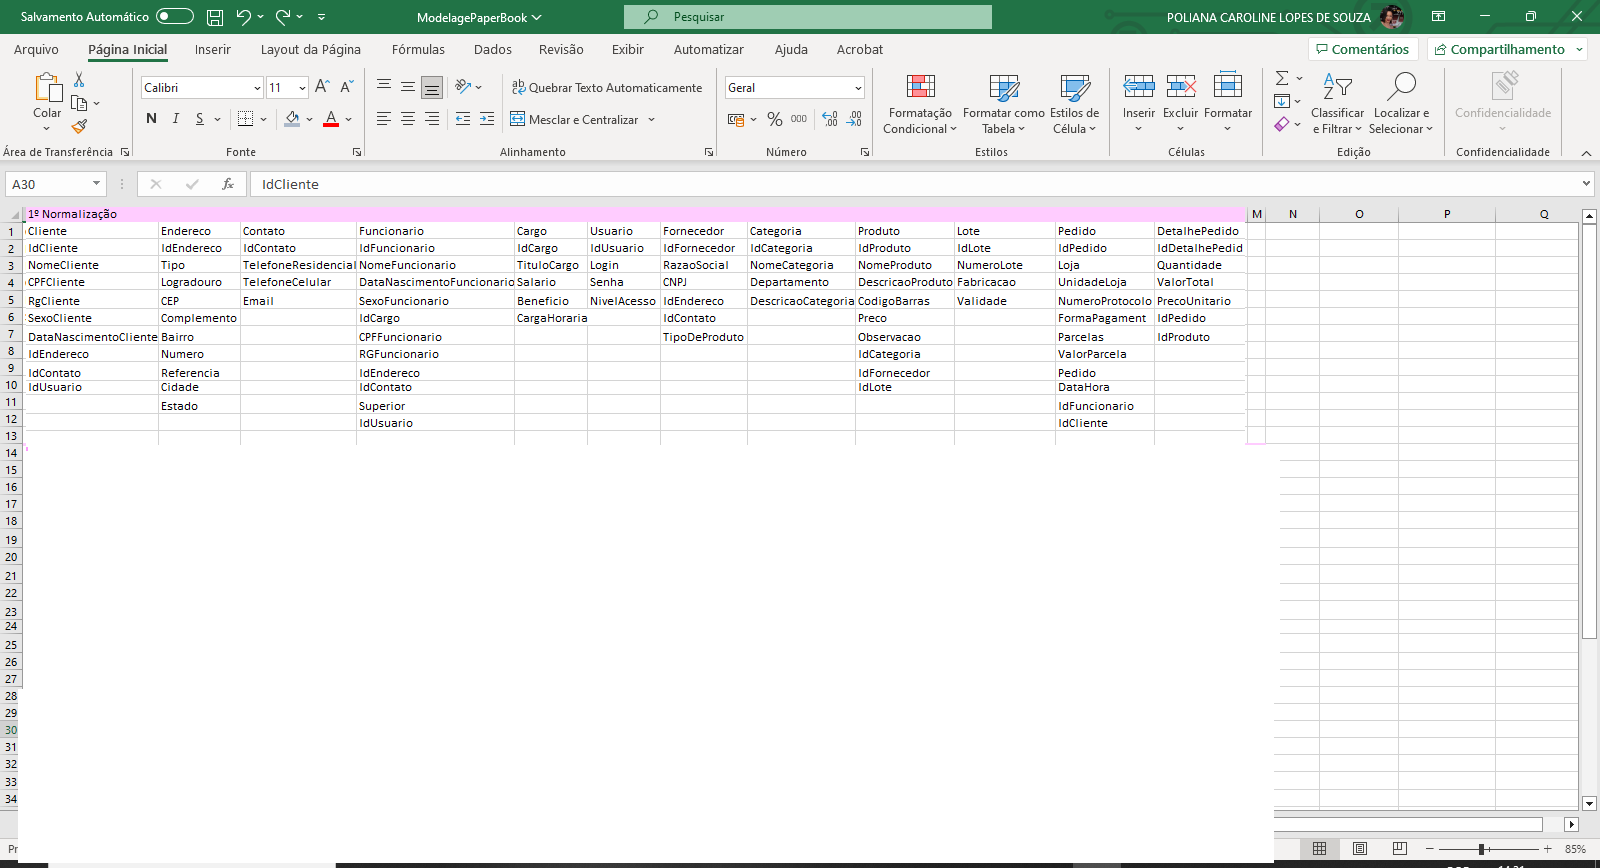 Salvamento Automático
ModelagePaperBook
Pesquisar
POLIANA CAROLINE LOPES DE SOUZA
Arquivo Página Inicial Inserir Layout da Página Fórmulas Dados Revisão Exibir Automatizar Ajuda Acrobat Comentários Compartilhamento
Colar
Calibri 11
N I S
ab Quebrar Texto Automaticamente
Mesclar e Centralizar
Geral
% 000
Formatação Condicional
Formatar como Tabela
Estilos de Célula
Inserir Excluir Formatar
Classificar e Filtrar
Localizar e Selecionar
Confidencialidade
Área de Transferência Fonte Alinhamento Número Estilos Células Edição Confidencialidade
A30 fx IdCliente
1º Normalização M N O P Q
1 Cliente Endereco Contato Funcionario Cargo Usuario Fornecedor Categoria Produto Lote Pedido DetalhePedido
2 IdCliente IdEndereco IdContato IdFuncionario IdCargo IdUsuario IdFornecedor IdCategoria IdProduto IdLote IdPedido IdDetalhePedid
3 NomeCliente Tipo TelefoneResidencial NomeFuncionario TituloCargo Login RazaoSocial NomeCategoria NomeProduto NumeroLote Loja Quantidade
4 CPFCliente Logradouro TelefoneCelular DataNascimentoFuncionario Salario Senha CNPJ Departamento DescricaoProduto Fabricacao UnidadeLoja ValorTotal
5 RgCliente CEP Email SexoFuncionario Beneficio NivelAcesso IdEndereco DescricaoCategoria CodigoBarras Validade NumeroProtocolo PrecoUnitario
6 SexoCliente Complemento IdCargo CargaHoraria IdContato Preco FormaPagament IdPedido
7 DataNascimentoCliente Bairro CPFFuncionario TipoDeProduto Observacao Parcelas IdProduto
8 IdEndereco Numero RGFuncionario IdCategoria ValorParcela
9 IdContato Referencia IdEndereco IdFornecedor Pedido
10 IdUsuario Cidade IdContato IdLote DataHora
11 Estado Superior IdFuncionario
12 IdUsuario IdCliente
13
14
15
16
17
18
19
20
21
22
23
24
25
26
27
28
29
30
31
32
33
34
Pr
85%